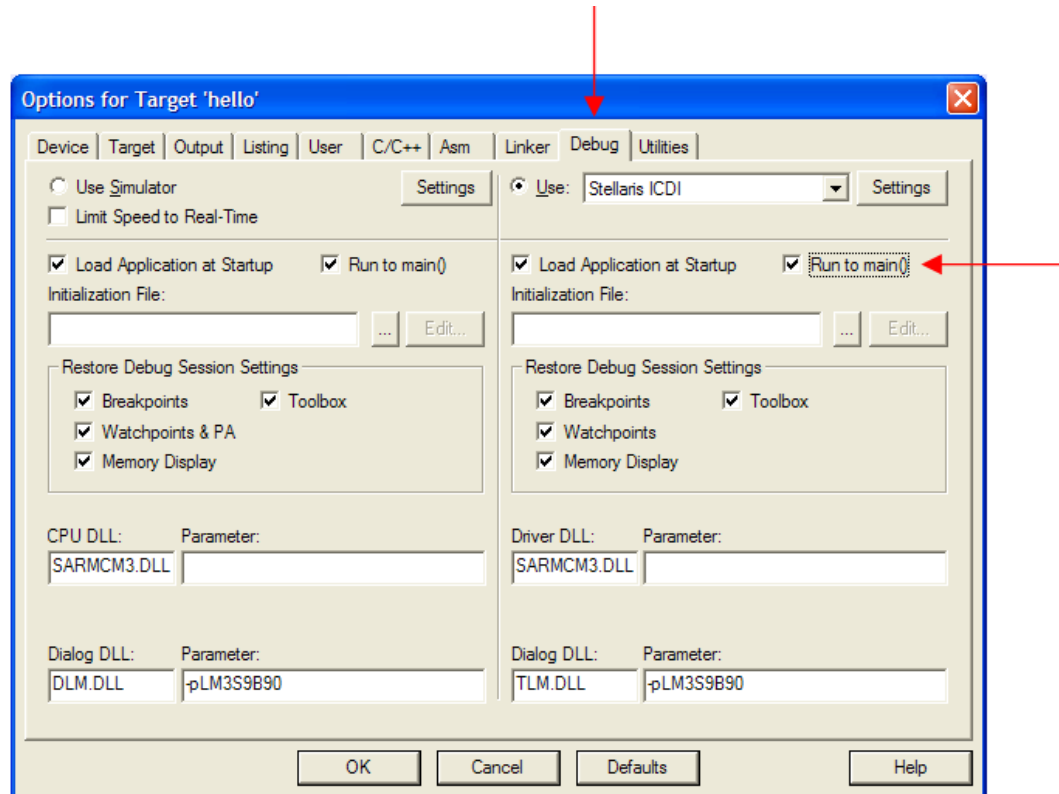 Options for Target 'hello'
Device Target Output Listing User C/C++ Asm Linker Debug Utilities
Use Simulator Settings Use: Stellaris ICDI Settings
Limit Speed to Real-Time
Load Application at Startup Run to main() Load Application at Startup Run to main()
Initialization File: Initialization File:
... Edit... ... Edit...
Restore Debug Session Settings Restore Debug Session Settings
Breakpoints Toolbox Breakpoints Toolbox
Watchpoints & PA Watchpoints
Memory Display Memory Display
CPU DLL: Parameter: Driver DLL: Parameter:
SARMCM3.DLL SARMCM3.DLL
Dialog DLL: Parameter: Dialog DLL: Parameter:
DLM.DLL -pLM3S9B90 TLM.DLL -pLM3S9B90
OK Cancel Defaults Help